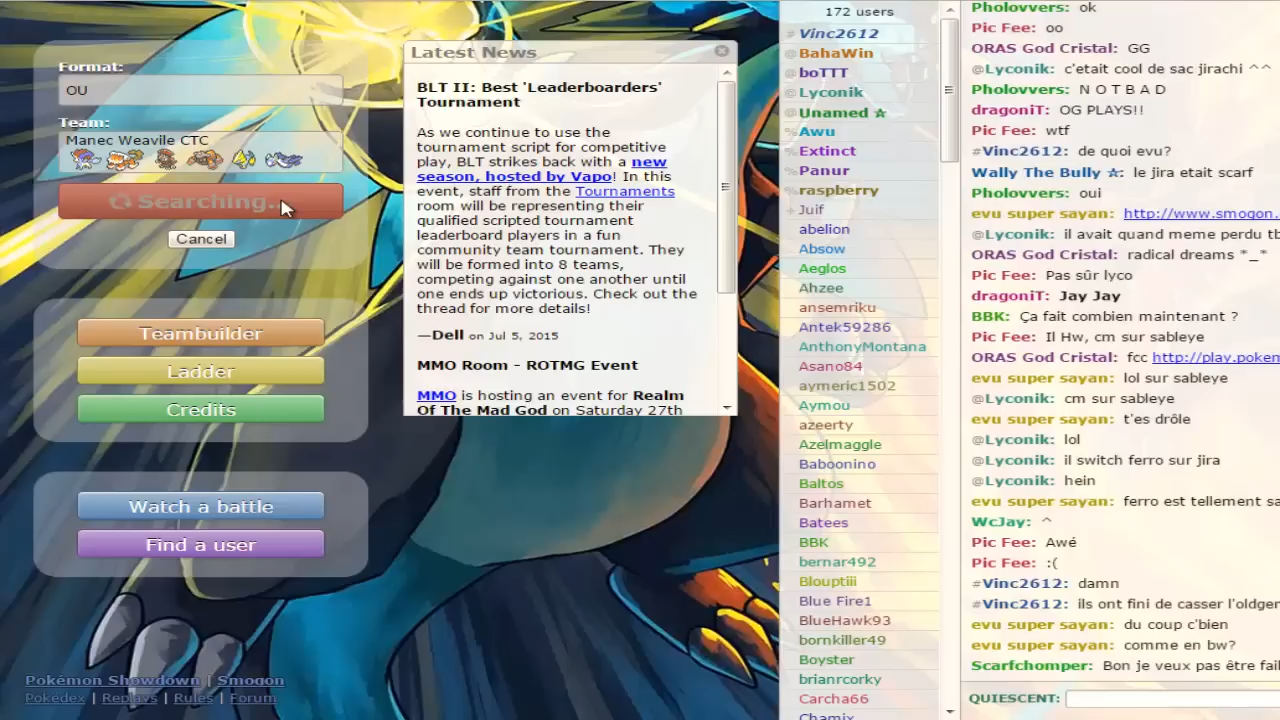 Format:
OU
Team:
Manec Weavile CTC
Searching...
Cancel
Teambuilder
Ladder
Credits
Watch a battle
Find a user
Pokémon Showdown | Smogon
Pokédex | Replays | Rules | Forum
Latest News
BLT II: Best 'Leaderboarders'
Tournament
As we continue to use the
tournament script for competitive
play, BLT strikes back with a new
season, hosted by Vapo! In this
event, staff from the Tournaments
room will be representing their
qualified scripted tournament
leaderboard players in a fun
community team tournament. They
will be formed into 8 teams,
competing against one another until
one ends up victorious. Check out the
thread for more details!
—Dell on Jul 5, 2015
MMO Room - ROTMG Event
MMO is hosting an event for Realm
Of The Mad God on Saturday 27th
172 users
# Vinc2612
@BahaWin
@boTTT
@Lyconik
@Unamed ★
%Awu
%Extinct
%Panur
%raspberry
+Juif
abelion
Absow
Aeglos
Ahzee
ansemriku
Antek59286
AnthonyMontana
Asano84
aymeric1502
Aymou
azeerty
Azelmaggle
Baboonino
Baltos
Barhamet
Batees
BBK
bernar492
Blouptiii
Blue Fire1
BlueHawk93
bornkiller49
Boyster
brianrcorky
Carcha66
Chamix
Pholovvers: ok
Pic Fee: oo
ORAS God Cristal: GG
@Lyconik: c'etait cool de sac jirachi ^^
Pholovvers: N O T B A D
dragoniT: OG PLAYS!!
Pic Fee: wtf
#Vinc2612: de quoi evu?
Wally The Bully ★: le jira etait scarf
Pholovvers: oui
evu super sayan: http://www.smogon.
@Lyconik: il avait quand meme perdu tb
ORAS God Cristal: radical dreams *_*
Pic Fee: Pas sûr lyco
dragoniT: Jay Jay
BBK: Ça fait combien maintenant ?
Pic Fee: Il Hw, cm sur sableye
ORAS God Cristal: fcc http://play.pokem
evu super sayan: lol sur sableye
@Lyconik: cm sur sableye
evu super sayan: t'es drôle
@Lyconik: lol
@Lyconik: il switch ferro sur jira
@Lyconik: hein
evu super sayan: ferro est tellement sa
WcJay: ^
Pic Fee: Awé
Pic Fee: :(
#Vinc2612: damn
#Vinc2612: ils ont fini de casser l'oldger
evu super sayan: du coup c'bien
evu super sayan: comme en bw?
Scarfchomper: Bon je veux pas être fail
QUIESCENT: